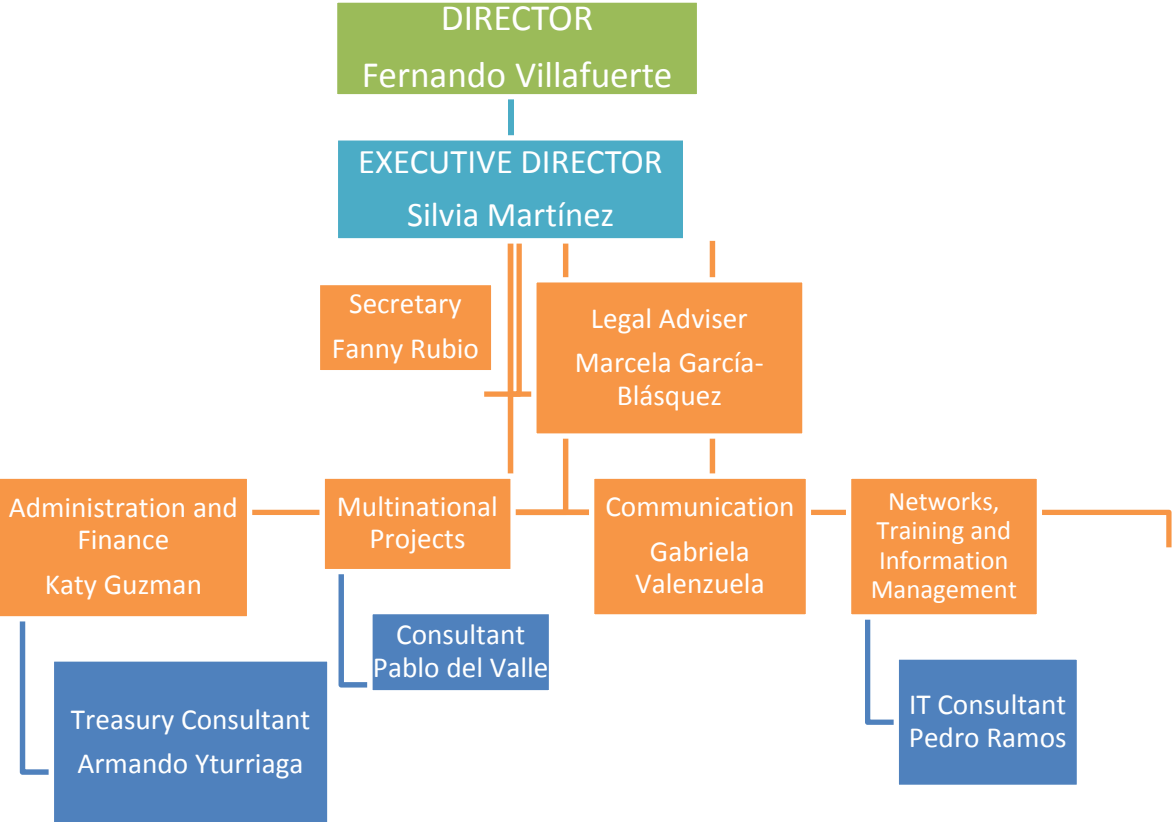 DIRECTOR
Fernando Villafuerte
EXECUTIVE DIRECTOR
Silvia Martínez
Secretary
Fanny Rubio
Legal Adviser
Marcela García-
Blásquez
Administration and
Finance
Katy Guzman
Multinational
Projects
Communication
Gabriela
Valenzuela
Networks,
Training and
Information
Management
Treasury Consultant
Armando Yturriaga
Consultant
Pablo del Valle
IT Consultant
Pedro Ramos